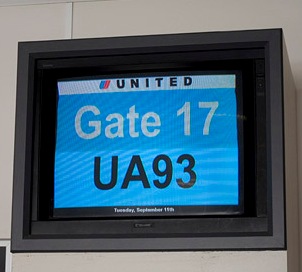 UNITED
Gate 17
UA93
Tuesday, September 11th